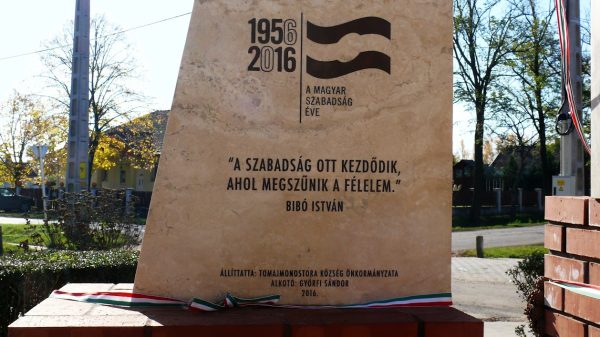 1956
2016
A MAGYAR
SZABADSÁG
ÉVE
“A SZABADSÁG OTT KEZDŐDIK,
AHOL MEGSZŰNIK A FÉLELEM.”
BIBÓ ISTVÁN
ÁLLÍTTATTA: TOMAJMONOSTORA KÖZSÉG ÖNKORMÁNYZATA
ALKOTÓ: GYŐRFI SÁNDOR
2016.